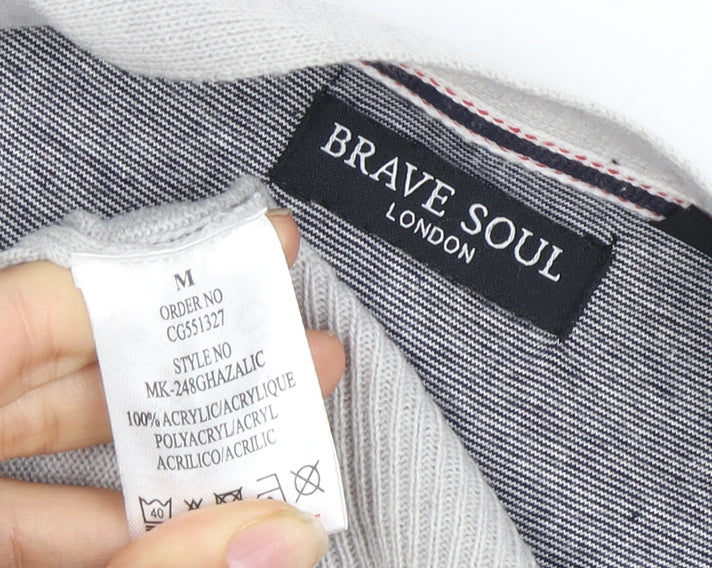 BRAVE SOUL
LONDON
M
ORDER NO
CG551327
STYLE NO
MK-248GHAZALIC
100% ACRYLIC/ACRYLIQUE
POLYACRYL/ACRYL
ACRILICO/ACRILIC
40